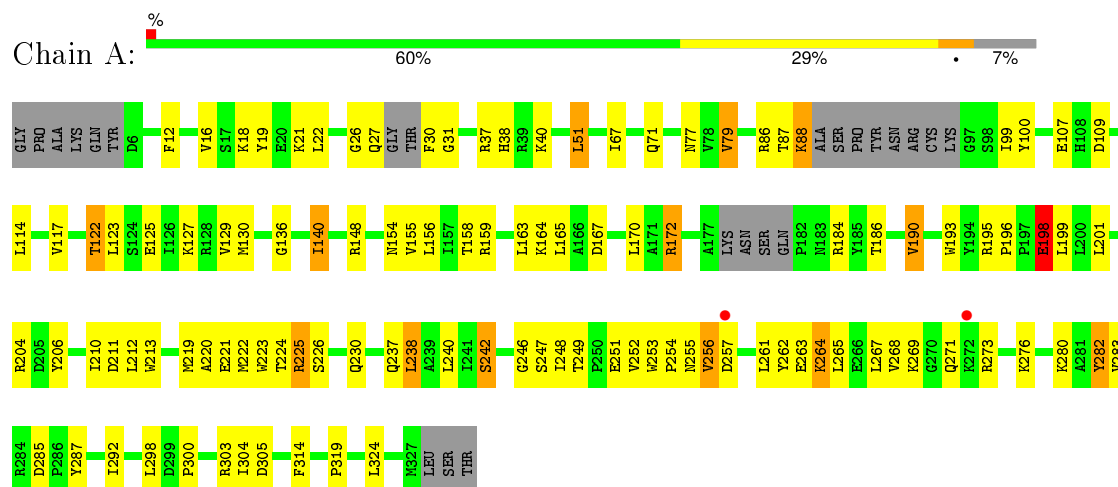 %
Chain A:
60% 29% • 7%
GLY PRO ALA LYS GLN TYR D6 F12 V16 S17 K18 Y19 E20 K21 L22 G26 Q27 GLY THR F30 G31 R37 H38 R39 K40 L51 I67 Q71 N77 V78 V79 R86 T87 K88 ALA SER PRO TYR ASN ARG CYS LYS G97 S98 I99 Y100 E107 H108 D109
L114 V117 T122 L123 S124 E125 I126 K127 R128 V129 M130 G136 I140 R148 N154 V155 L156 I157 T158 R159 L163 K164 L165 A166 D167 L170 A171 R172 A177 LYS ASN SER GLN P182 N183 R184 Y185 T186 V190 W193 Y194 R195 P196 P197 E198 L199 L200 L201
R204 D205 Y206 I210 D211 L212 W213 M219 A220 E221 M222 W223 T224 R225 S226 Q230 Q237 L238 A239 L240 I241 S242 G246 S247 I248 T249 P250 E251 V252 W253 P254 N255 V256 D257 L261 Y262 E263 K264 L265 E266 L267 V268 K269 G270 Q271 K272 R273 K276 K280 A281 Y282 V283
R284 D285 P286 Y287 I292 L298 D299 P300 R303 I304 D305 F314 P319 L324 M327 LEU SER THR